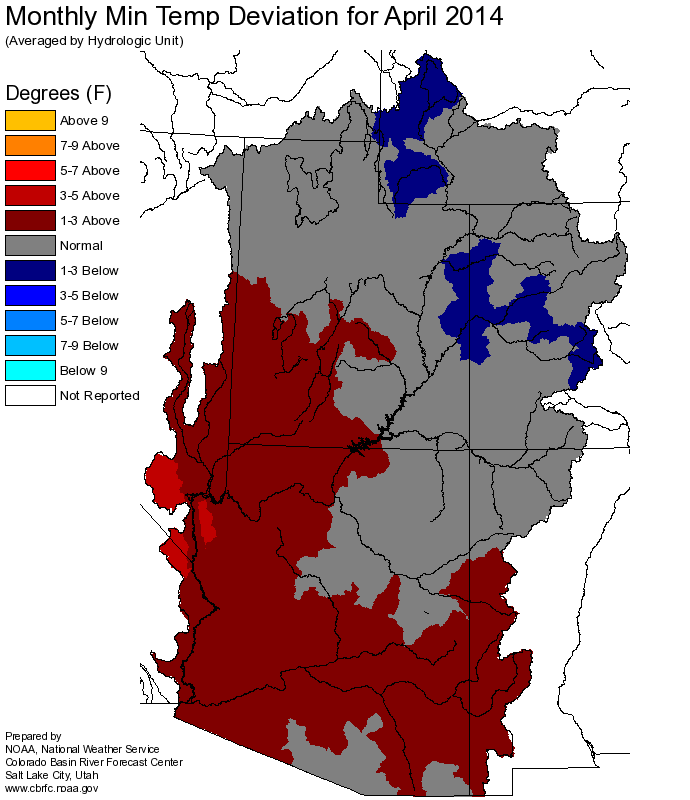 Monthly Min Temp Deviation for April 2014
(Averaged by Hydrologic Unit)
Degrees (F)
Above 9
7-9 Above
5-7 Above
3-5 Above
1-3 Above
Normal
1-3 Below
3-5 Below
5-7 Below
7-9 Below
Below 9
Not Reported
Prepared by
NOAA, National Weather Service
Colorado Basin River Forecast Center
Salt Lake City, Utah
www.cbrfc.noaa.gov